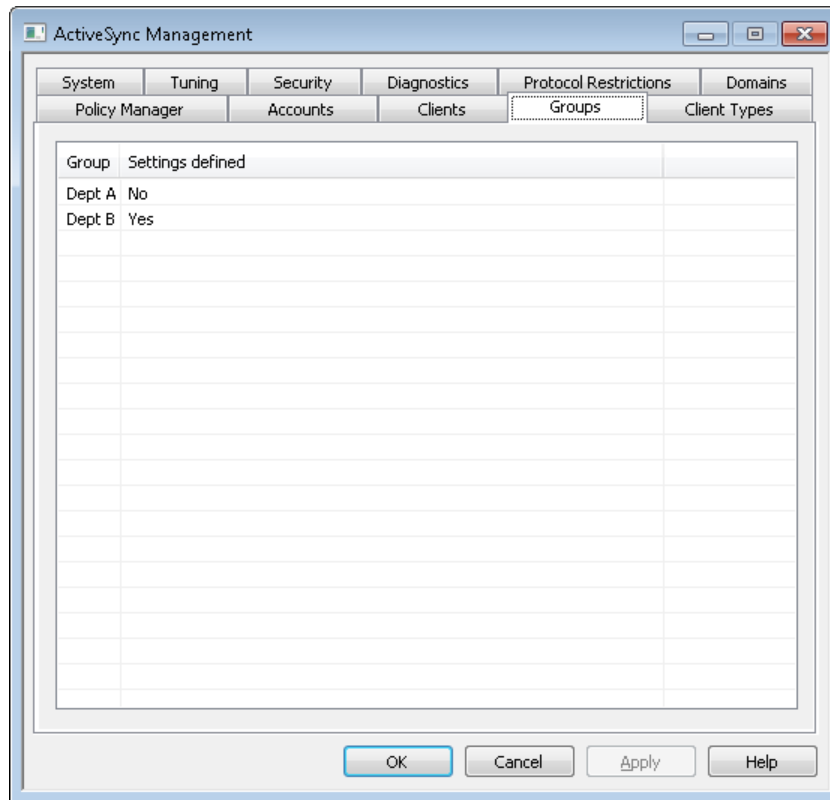 ActiveSync Management
System Tuning Security Diagnostics Protocol Restrictions Domains
Policy Manager Accounts Clients Groups Client Types
Group Settings defined
Dept A No
Dept B Yes
OK Cancel Apply Help